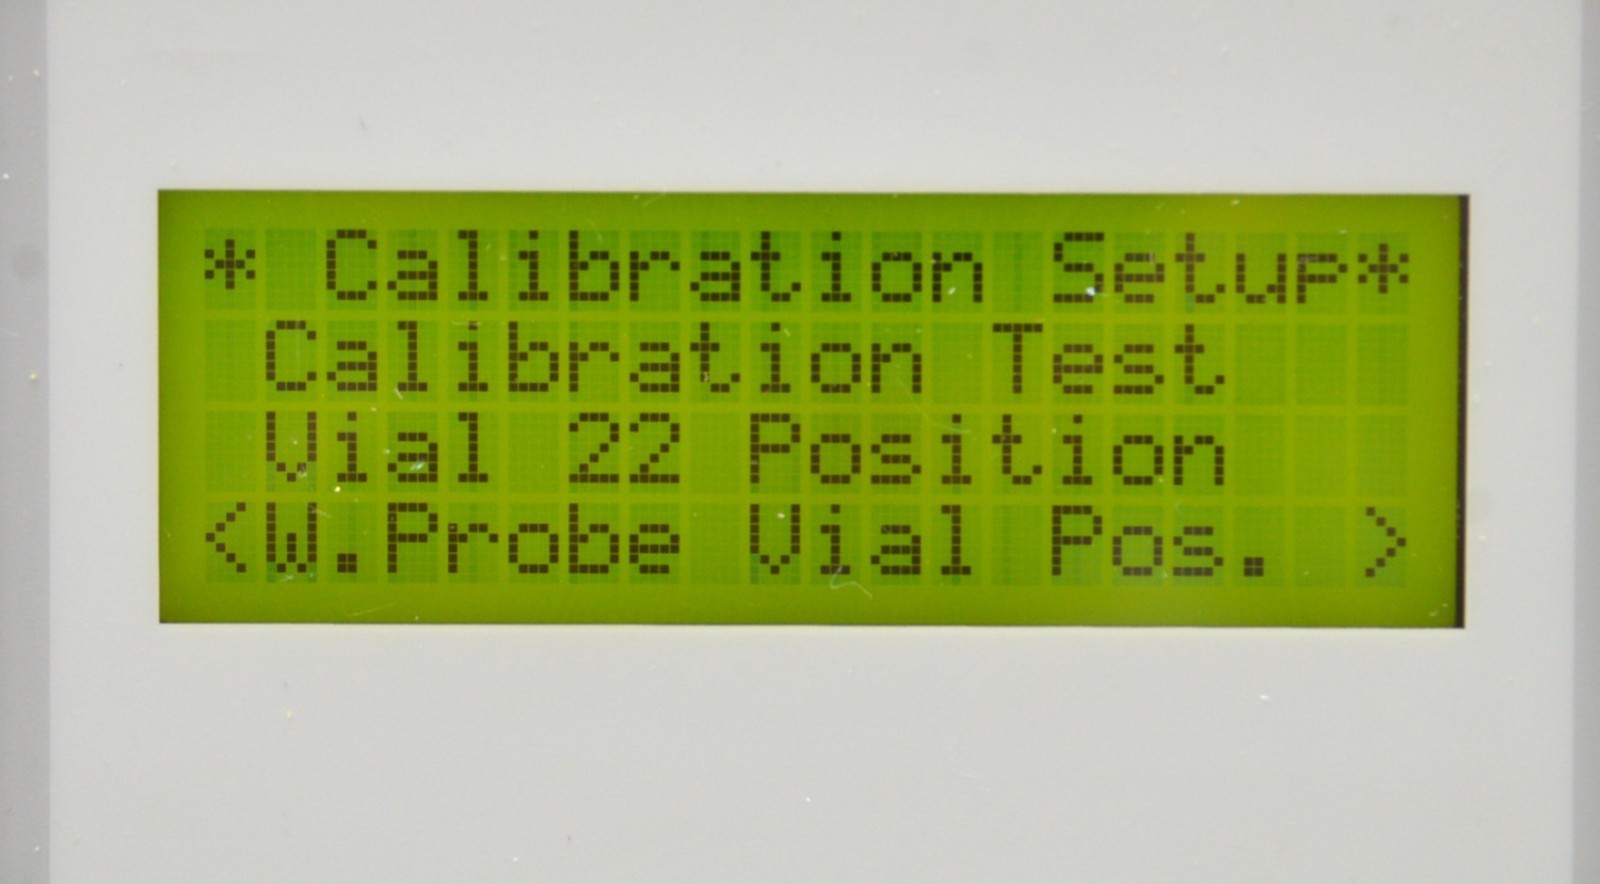 * Calibration Setup*
Calibration Test
Vial 22 Position
<W.Probe Vial Pos. >